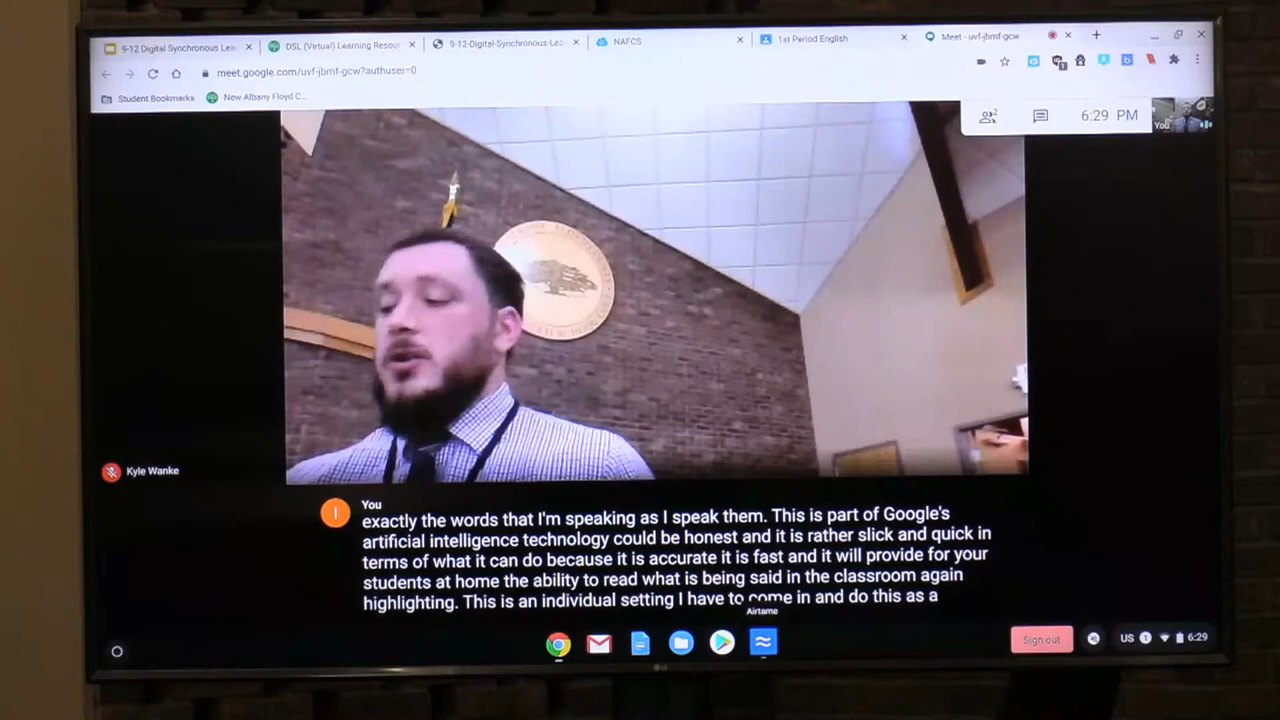 9-12 Digital Synchronous Lea
DSL (Virtual) Learning Resour
9-12-Digital-Synchronous-Lea
NAFCS
1st Period English
Meet - uvf-jbmf-gcw
meet.google.com/uvf-jbmf-gcw?authuser=0
Student Bookmarks
New Albany Floyd C...
2
6:29 PM
You
Kyle Wanke
I
You
exactly the words that I'm speaking as I speak them. This is part of Google's
artificial intelligence technology could be honest and it is rather slick and quick in
terms of what it can do because it is accurate it is fast and it will provide for your
students at home the ability to read what is being said in the classroom again
highlighting. This is an individual setting I have to come in and do this as a
Airtame
Sign out
US
1
6:29
LG